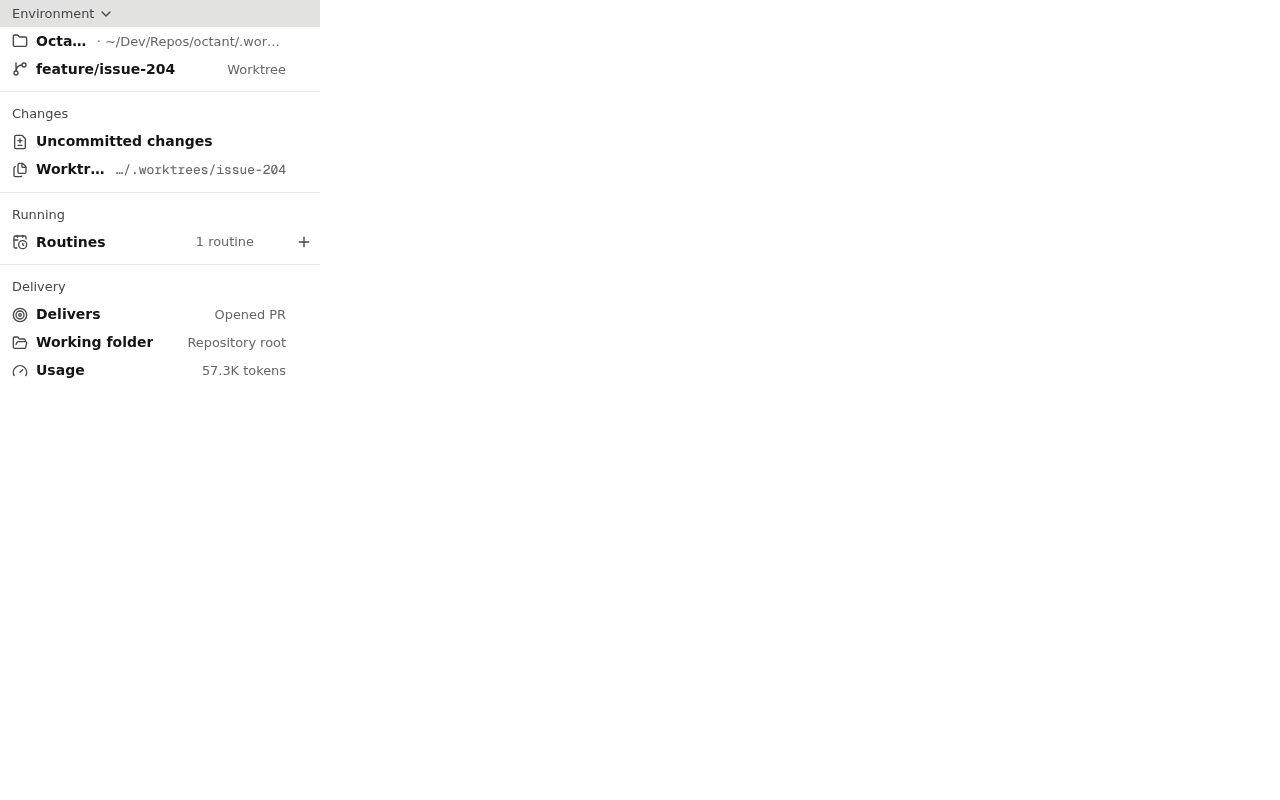 Environment
Octa… · ~/Dev/Repos/octant/.wor…
feature/issue-204 Worktree
Changes
Uncommitted changes
Worktr… …/.worktrees/issue-204
Running
Routines 1 routine
Delivery
Delivers Opened PR
Working folder Repository root
Usage 57.3K tokens